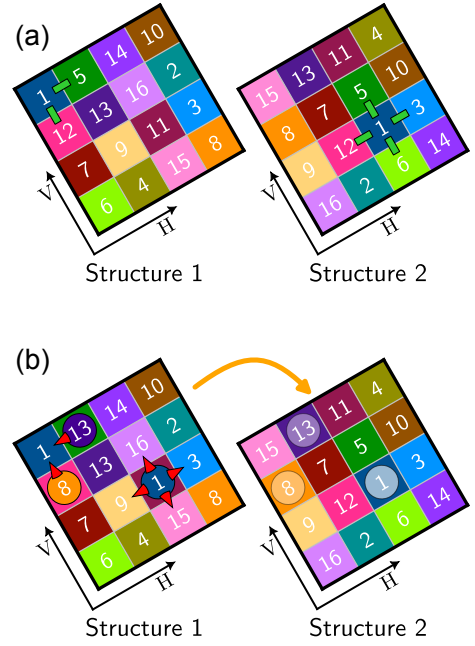 (a)
1 5 14 10
12 13 16 2
7 9 11 3
6 4 15 8
V
H
Structure 1
15 13 11 4
8 7 5 10
9 12 1 3
16 2 6 14
V
H
Structure 2
(b)
1 13 14 10
8 13 16 2
7 9 1 3
6 4 15 8
V
H
Structure 1
15 13 11 4
8 7 5 10
9 12 1 3
16 2 6 14
V
H
Structure 2